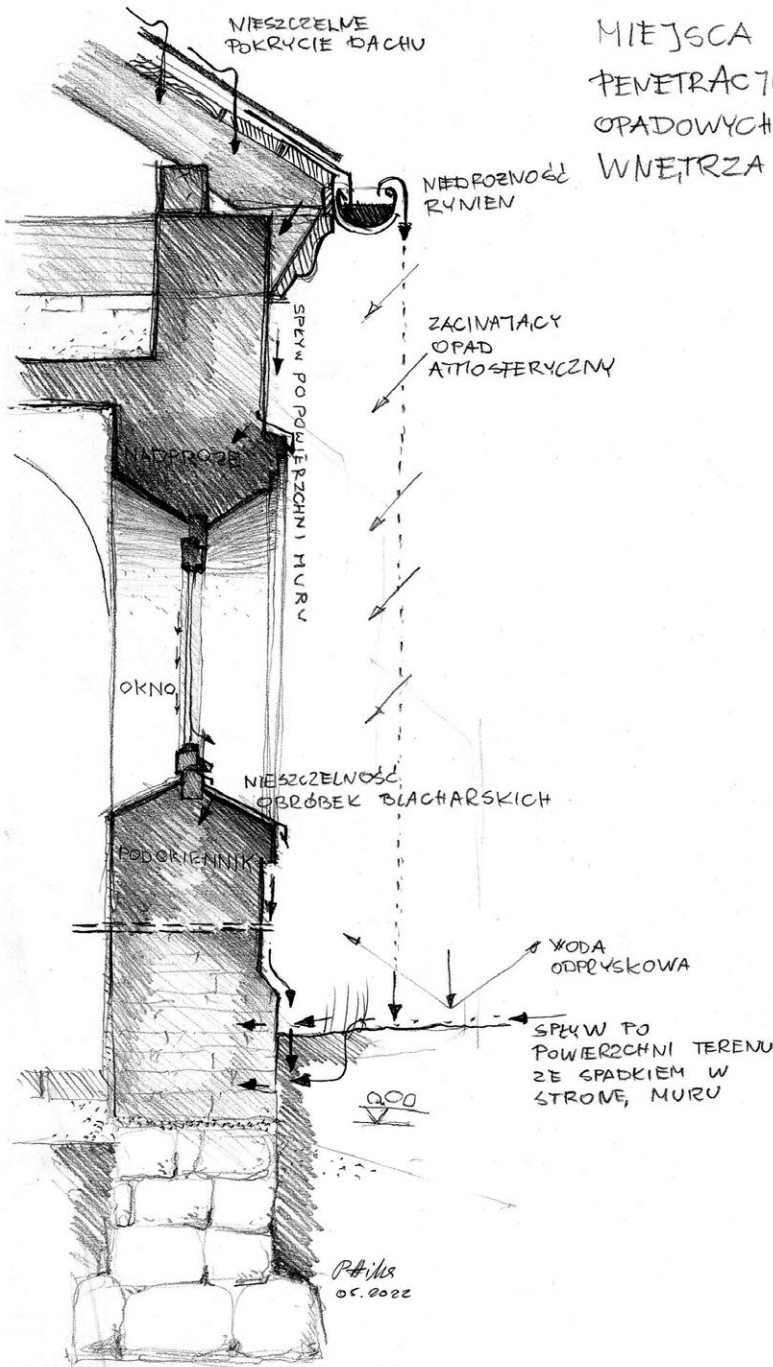 NIESZCZELNE
POKRYCIE DACHU
MIEJSCA
PENETRACJI
OPADOWYCH
WNĘTRZA
NIEDROŻNOŚĆ
RYNIEN
ZACINAJĄCY
OPAD
ATMOSFERYCZNY
SPŁYW PO POWIERZCHNI MURU
NADPROŻE
OKNO
NIESZCZELNOŚĆ
OBRÓBEK BLACHARSKICH
PODOKIENNIK
WODA
ODPRYSKOWA
SPŁYW PO
POWIERZCHNI TERENU
ZE SPADKIEM W
STRONĘ MURU
0.00
05.2022